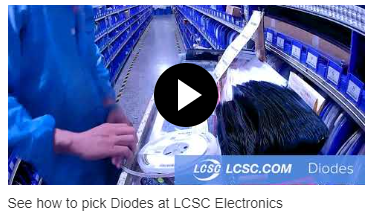 LCSC LCSC.COM Diodes
See how to pick Diodes at LCSC Electronics